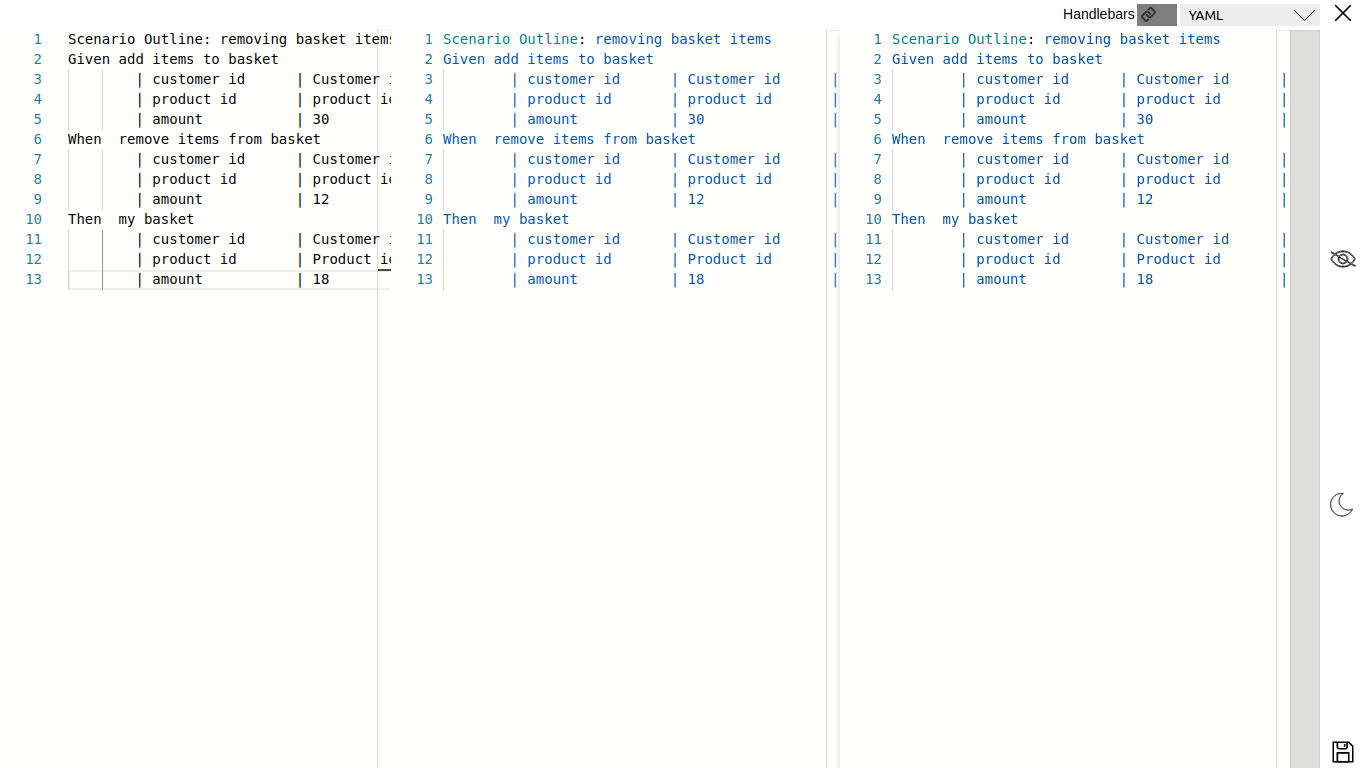 Handlebars YAML
1 Scenario Outline: removing basket items
2 Given add items to basket
3 | customer id | Customer
4 | product id | product id
5 | amount | 30
6 When remove items from basket
7 | customer id | Customer
8 | product id | product id
9 | amount | 12
10 Then my basket
11 | customer id | Customer
12 | product id | Product id
13 | amount | 18
1 Scenario Outline: removing basket items
2 Given add items to basket
3 | customer id | Customer id |
4 | product id | product id |
5 | amount | 30 |
6 When remove items from basket
7 | customer id | Customer id |
8 | product id | product id |
9 | amount | 12 |
10 Then my basket
11 | customer id | Customer id |
12 | product id | Product id |
13 | amount | 18 |
1 Scenario Outline: removing basket items
2 Given add items to basket
3 | customer id | Customer id |
4 | product id | product id |
5 | amount | 30 |
6 When remove items from basket
7 | customer id | Customer id |
8 | product id | product id |
9 | amount | 12 |
10 Then my basket
11 | customer id | Customer id |
12 | product id | Product id |
13 | amount | 18 |